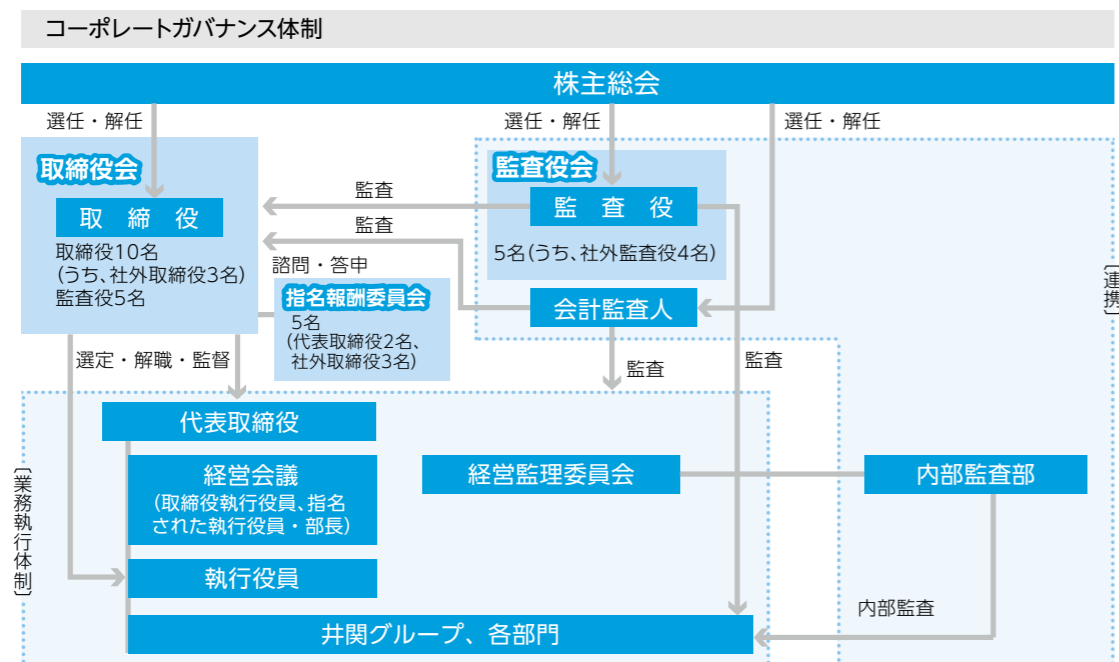 コーポレートガバナンス体制
株主総会
選任・解任
選任・解任
選任・解任
取締役会
取締役
取締役10名
(うち、社外取締役3名)
監査役5名
監査
監査
監査役会
監査役
5名(うち、社外監査役4名)
会計監査人
〔連携〕
諮問・答申
指名報酬委員会
5名
(代表取締役2名、
社外取締役3名)
選定・解職・監督
監査
監査
〔業務執行体制〕
代表取締役
経営会議
(取締役執行役員、指名
された執行役員・部長)
執行役員
経営監理委員会
内部監査部
内部監査
井関グループ、各部門